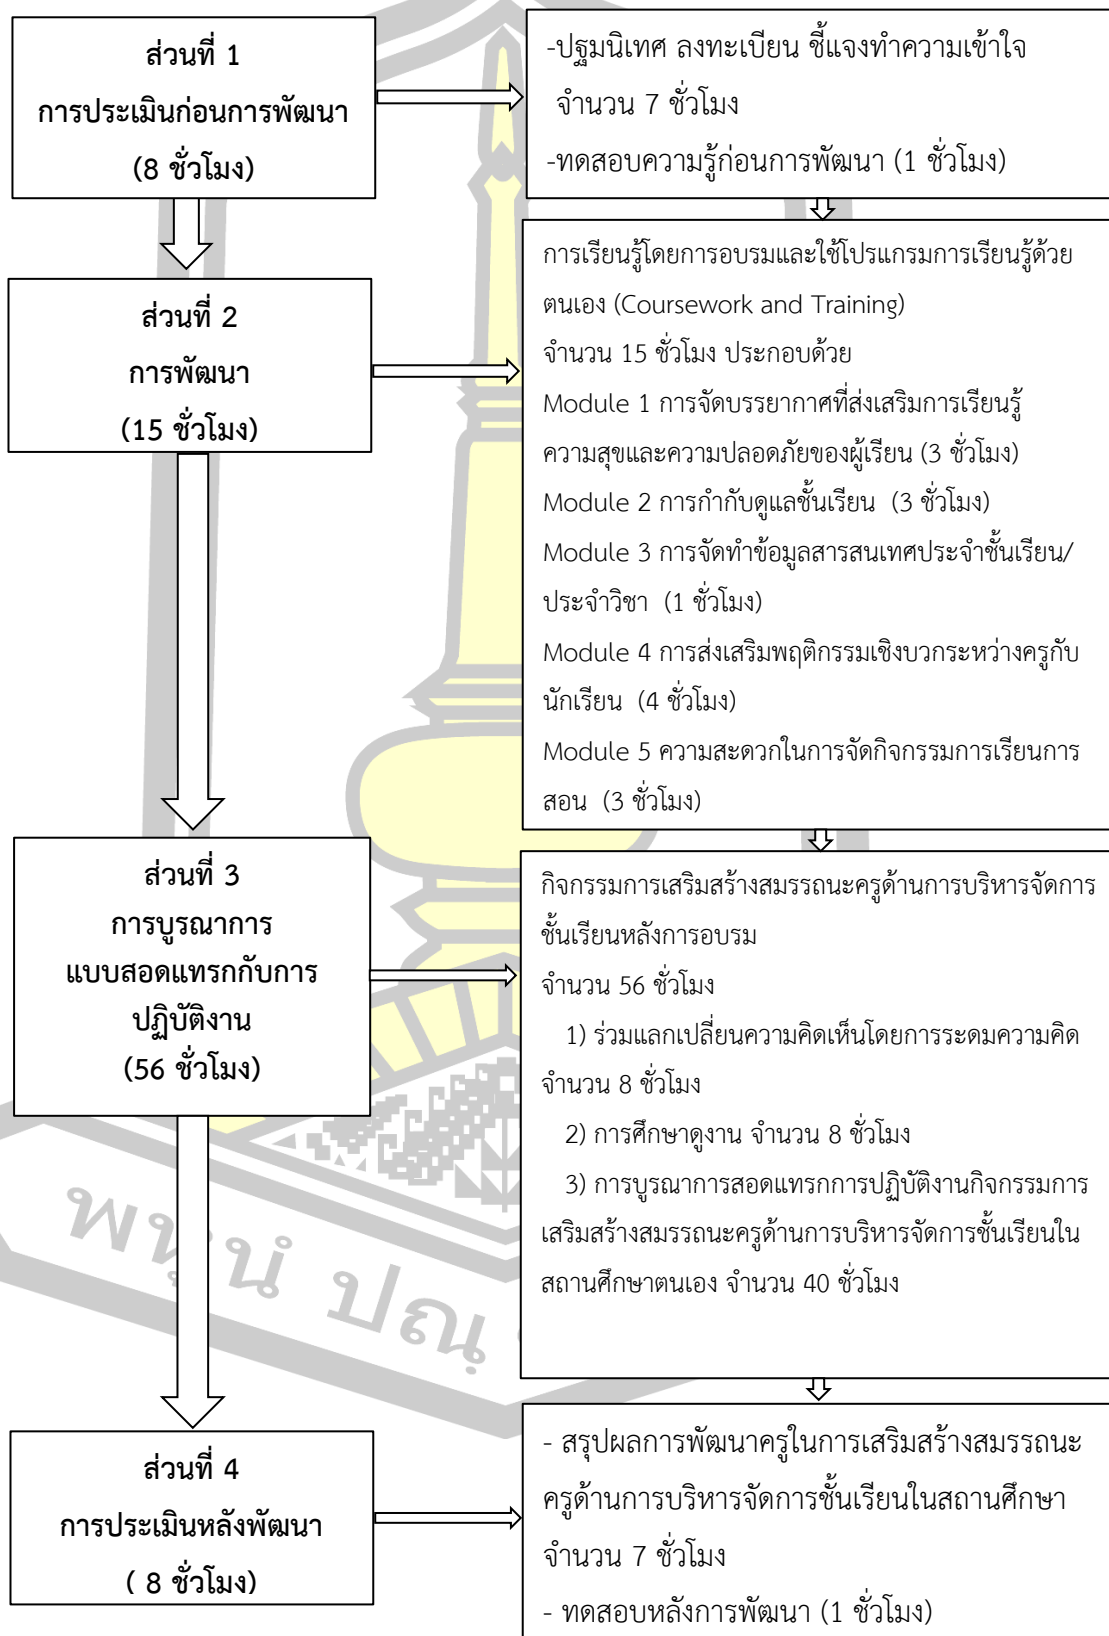 ส่วนที่ 1
การประเมินก่อนการพัฒนา
(8 ชั่วโมง)
-ปฐมนิเทศ ลงทะเบียน ชี้แจงทำความเข้าใจ
จำนวน 7 ชั่วโมง
-ทดสอบความรู้ก่อนการพัฒนา (1 ชั่วโมง)
ส่วนที่ 2
การพัฒนา
(15 ชั่วโมง)
การเรียนรู้โดยการอบรมและใช้โปรแกรมการเรียนรู้ด้วย
ตนเอง (Coursework and Training)
จำนวน 15 ชั่วโมง ประกอบด้วย
Module 1 การจัดบรรยากาศที่ส่งเสริมการเรียนรู้
ความสุขและความปลอดภัยของผู้เรียน (3 ชั่วโมง)
Module 2 การกำกับดูแลชั้นเรียน (3 ชั่วโมง)
Module 3 การจัดทำข้อมูลสารสนเทศประจำชั้นเรียน/
ประจำวิชา (1 ชั่วโมง)
Module 4 การส่งเสริมพฤติกรรมเชิงบวกระหว่างครูกับ
นักเรียน (4 ชั่วโมง)
Module 5 ความสะดวกในการจัดกิจกรรมการเรียนการ
สอน (3 ชั่วโมง)
ส่วนที่ 3
การบูรณาการ
แบบสอดแทรกกับการ
ปฏิบัติงาน
(56 ชั่วโมง)
กิจกรรมการเสริมสร้างสมรรถนะครูด้านการบริหารจัดการ
ชั้นเรียนหลังการอบรม
จำนวน 56 ชั่วโมง
1) ร่วมแลกเปลี่ยนความคิดเห็นโดยการระดมความคิด
จำนวน 8 ชั่วโมง
2) การศึกษาดูงาน จำนวน 8 ชั่วโมง
3) การบูรณาการสอดแทรกการปฏิบัติงานกิจกรรมการ
เสริมสร้างสมรรถนะครูด้านการบริหารจัดการชั้นเรียนใน
สถานศึกษาตนเอง จำนวน 40 ชั่วโมง
พหุนํ ปณฺ
ส่วนที่ 4
การประเมินหลังพัฒนา
( 8 ชั่วโมง)
- สรุปผลการพัฒนาครูในการเสริมสร้างสมรรถนะ
ครูด้านการบริหารจัดการชั้นเรียนในสถานศึกษา
จำนวน 7 ชั่วโมง
- ทดสอบหลังการพัฒนา (1 ชั่วโมง)